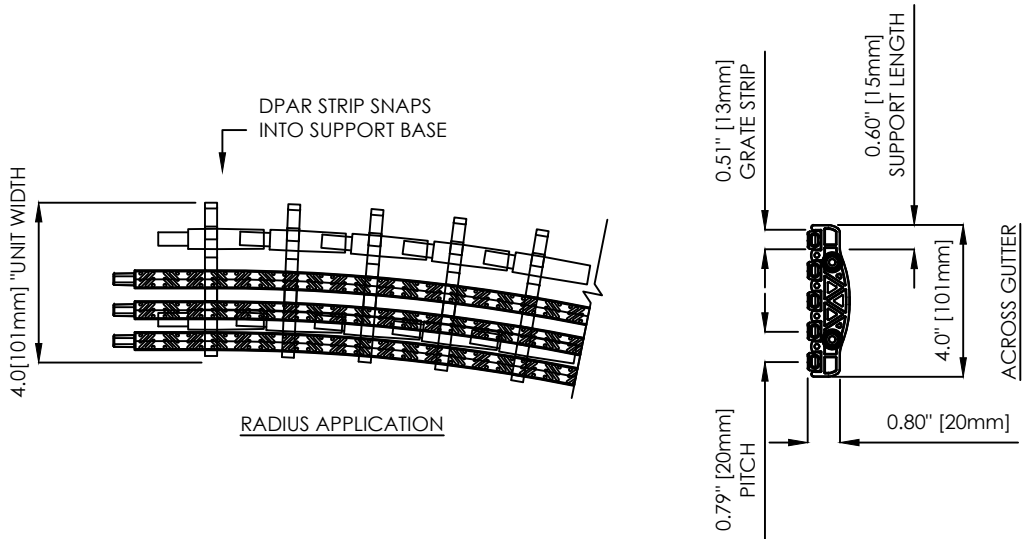 DPAR STRIP SNAPS
INTO SUPPORT BASE
4.0[101mm] "UNIT WIDTH
RADIUS APPLICATION
0.51" [13mm]
GRATE STRIP
0.60" [15mm]
SUPPORT LENGTH
4.0" [101mm]
ACROSS GUTTER
0.80" [20mm]
0.79" [20mm]
PITCH